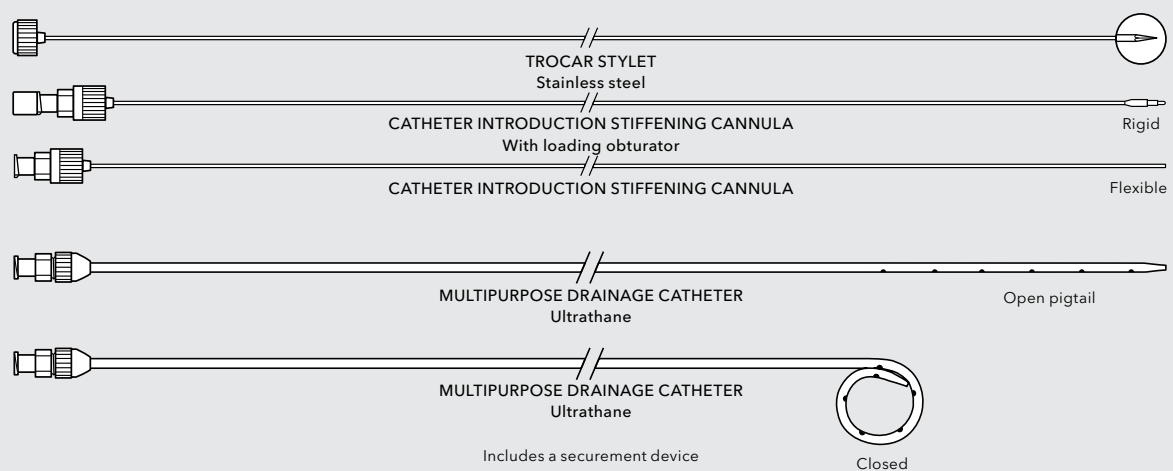 TROCAR STYLET
Stainless steel
CATHETER INTRODUCTION STIFFENING CANNULA
With loading obturator
Rigid
CATHETER INTRODUCTION STIFFENING CANNULA
Flexible
MULTIPURPOSE DRAINAGE CATHETER
Ultrathane
Open pigtail
MULTIPURPOSE DRAINAGE CATHETER
Ultrathane
Includes a securement device
Closed